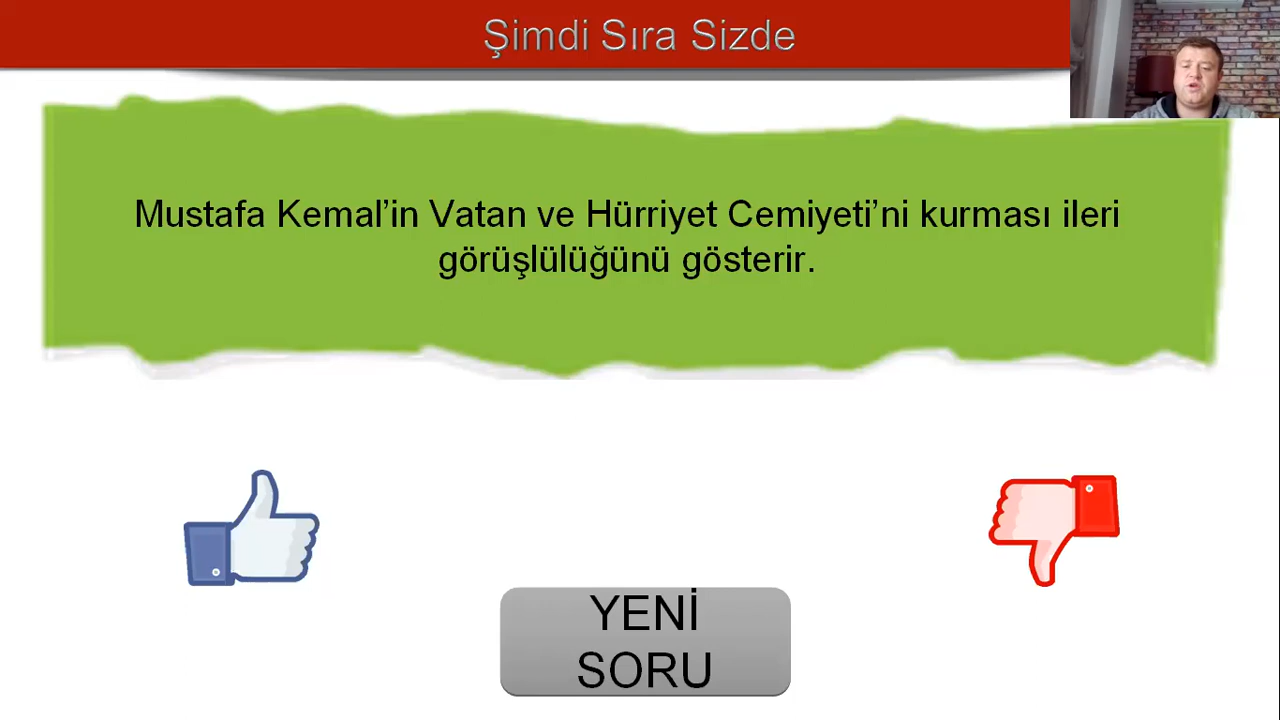 Şimdi Sıra Sizde
Mustafa Kemal’in Vatan ve Hürriyet Cemiyeti’ni kurması ileri
görüşlülüğünü gösterir.
YENİ
SORU